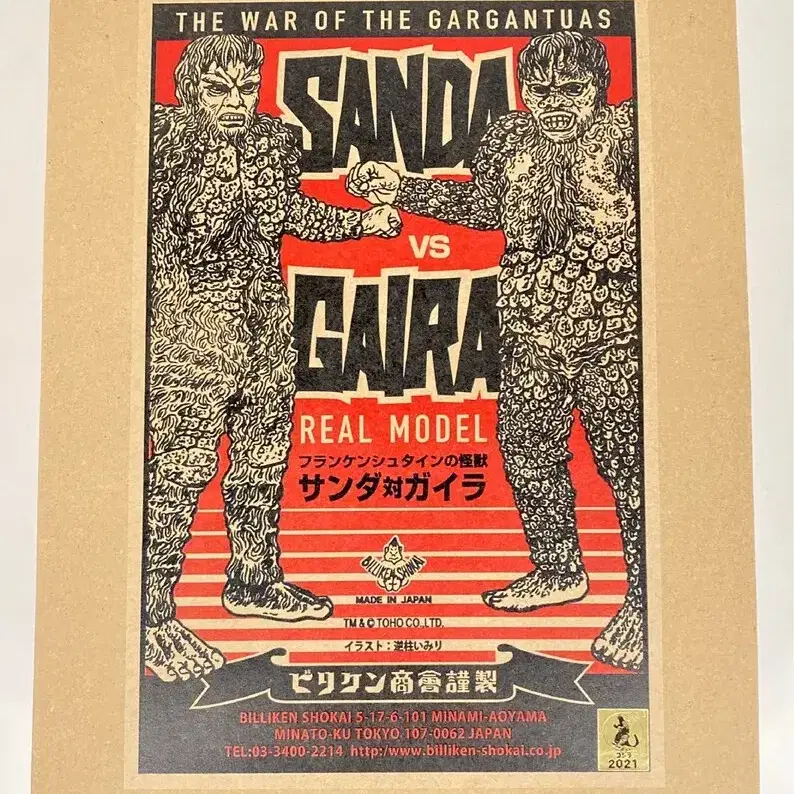 THE WAR OF THE GARGANTUAS
SANDA
VS
GAIRA
REAL MODEL
フランケンシュタインの怪獣
サンダ対ガイラ
BILLIKEN SHOKAI
MADE IN JAPAN
TM & © TOHO CO.,LTD.
イラスト：逆柱いみり
ビリケン商會謹製
BILLIKEN SHOKAI 5-17-6-101 MINAMI-AOYAMA
MINATO-KU TOKYO 107-0062 JAPAN
TEL:03-3400-2214 http:/www.billiken-shokai.co.jp
ゴジラ
2021